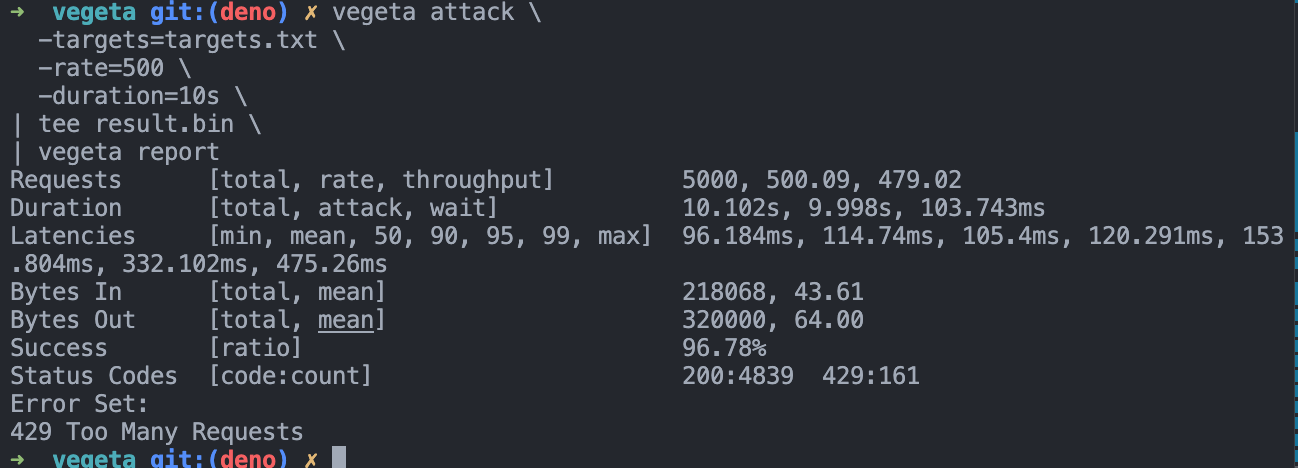 ➜  vegeta git:(deno) ✗ vegeta attack \
  -targets=targets.txt \
  -rate=500 \
  -duration=10s \
| tee result.bin \
| vegeta report
Requests      [total, rate, throughput]         5000, 500.09, 479.02
Duration      [total, attack, wait]             10.102s, 9.998s, 103.743ms
Latencies     [min, mean, 50, 90, 95, 99, max]  96.184ms, 114.74ms, 105.4ms, 120.291ms, 153
.804ms, 332.102ms, 475.26ms
Bytes In      [total, mean]                     218068, 43.61
Bytes Out     [total, mean]                     320000, 64.00
Success       [ratio]                           96.78%
Status Codes  [code:count]                      200:4839  429:161
Error Set:
429 Too Many Requests
➜  vegeta git:(deno) ✗